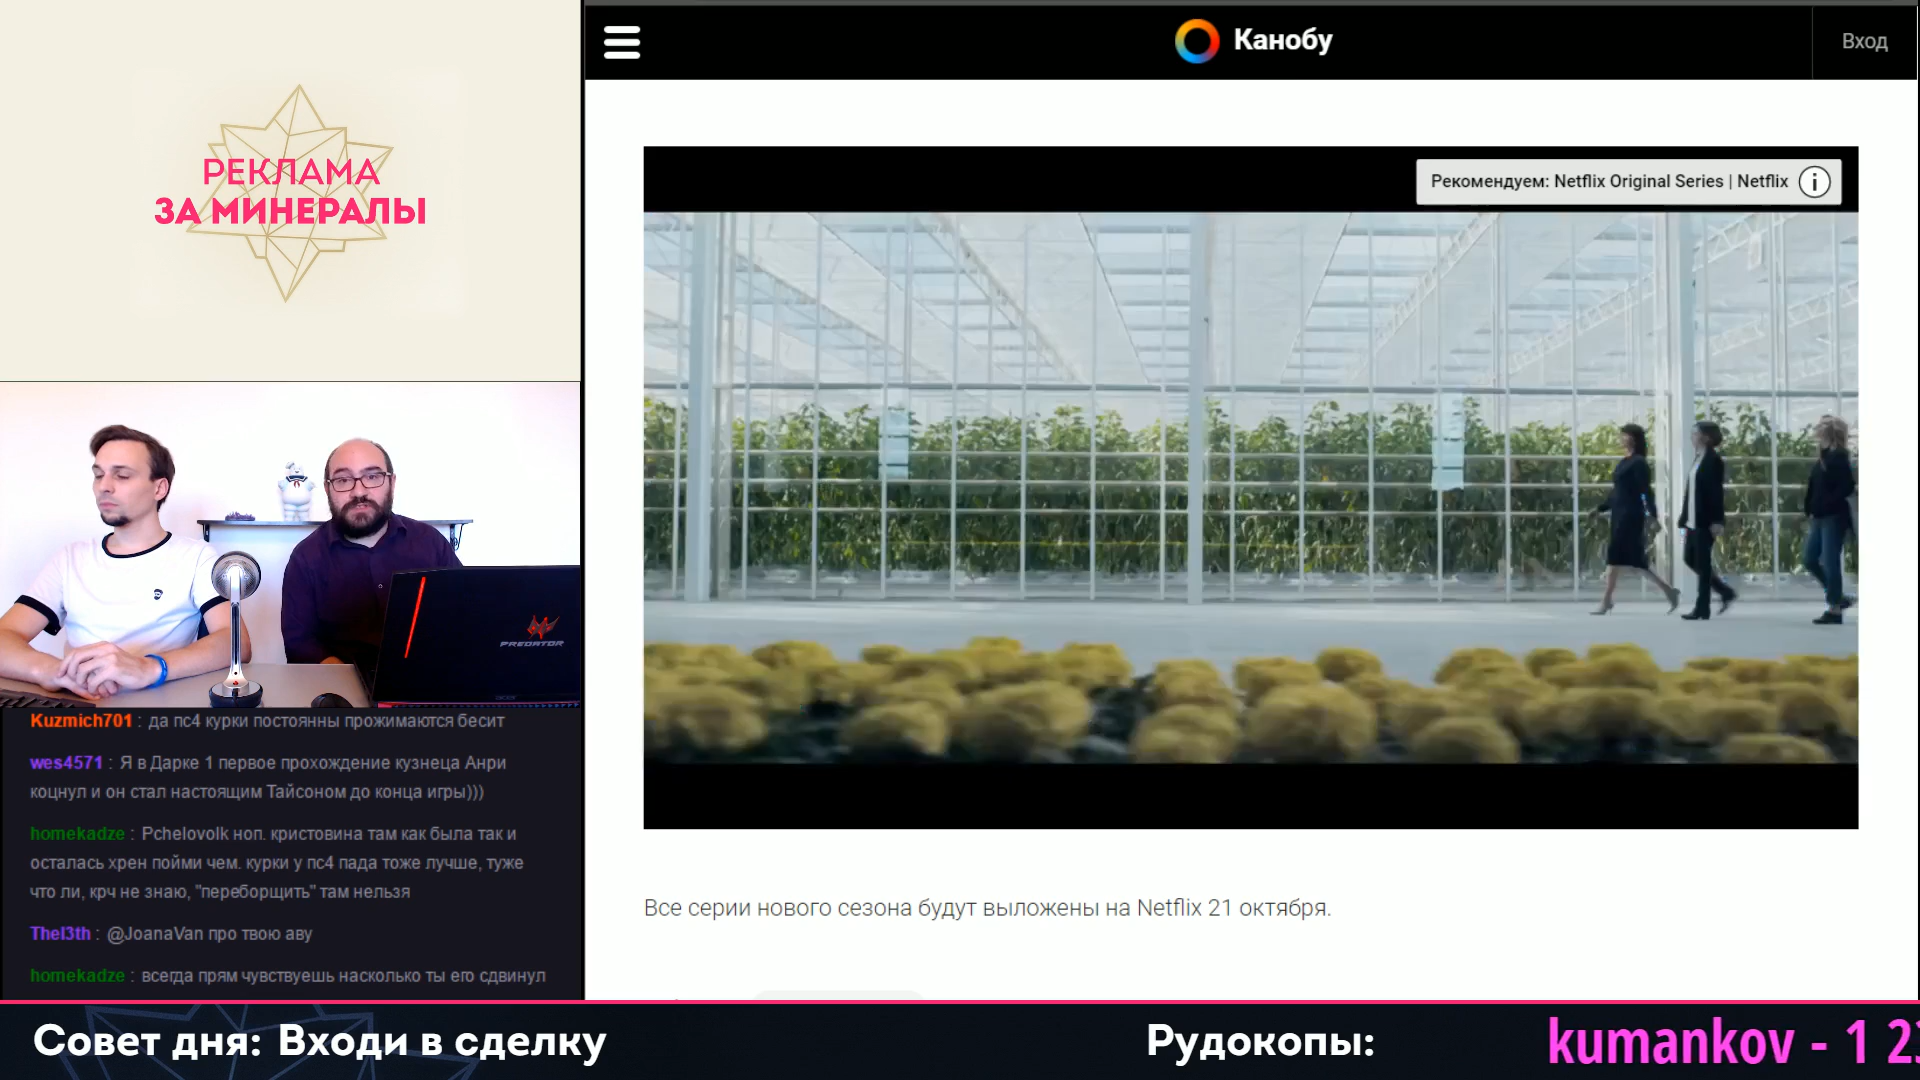 РЕКЛАМА
ЗА МИНЕРАЛЫ
PREDATOR
Kuzmich701 : да пс4 курки постоянны прожимаются бесит
wes4571 : Я в Дарке 1 первое прохождение кузнеца Анри
коцнул и он стал настоящим Тайсоном до конца игры)))
homekadze : Pchelovolk ноп. кристовина там как была так и
осталась хрен пойми чем. курки у пс4 пада тоже лучше, туже
что ли, крч не знаю, "переборщить" там нельзя
Thel3th : @JoanaVan про твою аву
homekadze : всегда прям чувствуешь насколько ты его сдвинул
Канобу
Вход
Рекомендуем: Netflix Original Series | Netflix
Все серии нового сезона будут выложены на Netflix 21 октября.
Совет дня: Входи в сделку
Рудокопы:
kumankov - 1